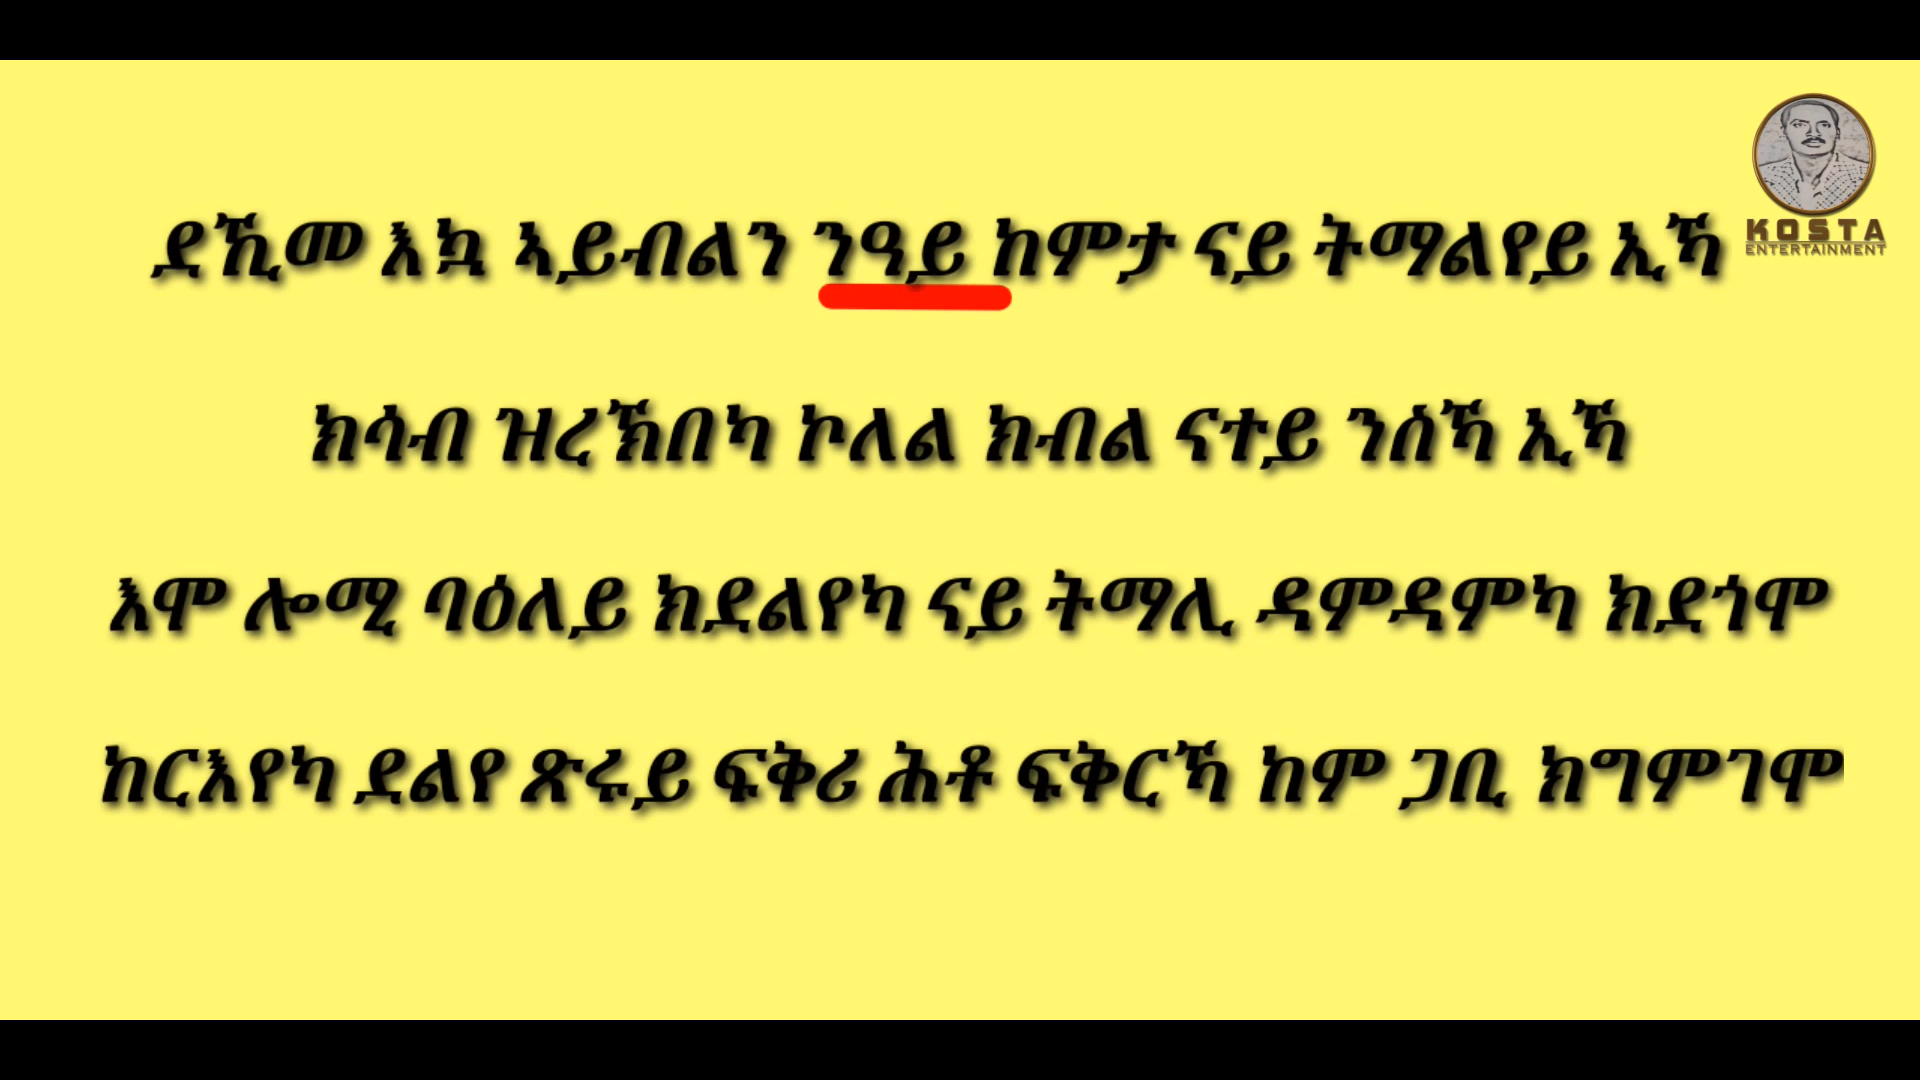 ደኺመ እኳ ኣይብልን ንዓይ ከምታ ናይ ትማልየይ ኢኻ
KOSTA
ENTERTAINMENT
ክሳብ ዝረኽበካ ኮለል ክብል ናተይ ንስኻ ኢኻ
እሞ ሎሚ ባዕለይ ክደልየካ ናይ ትማሊ ዳምዳምካ ክደጎሞ
ከርእየካ ደልየ ጽሩይ ፍቅሪ ሕቶ ፍቅርኻ ከም ጋቢ ክግምገሞ